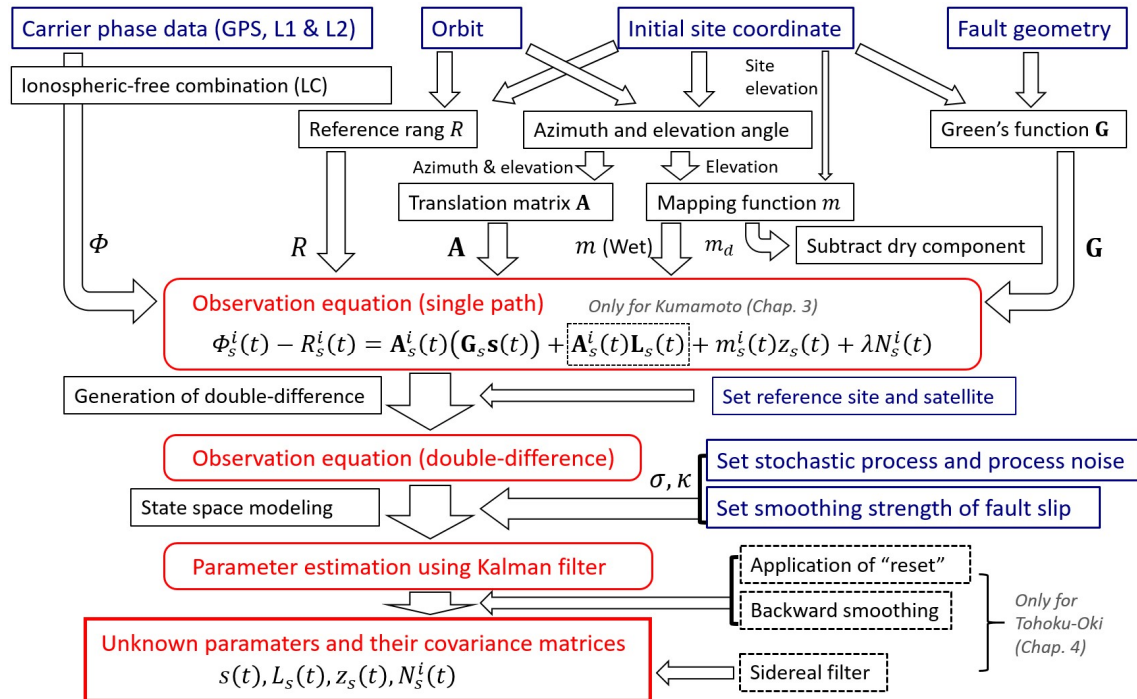 Carrier phase data (GPS, L1 & L2)
Orbit
Initial site coordinate
Fault geometry
Ionospheric-free combination (LC)
Site
elevation
Reference rang R
Azimuth and elevation angle
Green's function G
Azimuth & elevation
Elevation
Translation matrix A
Mapping function m
Φ
R
A
m (Wet)
m_d
Subtract dry component
G
Observation equation (single path)
Only for Kumamoto (Chap. 3)
Φ_s^i(t) − R_s^i(t) = A_s^i(t)(G_s s(t)) + A_s^i(t)L_s(t) + m_s^i(t)z_s(t) + λN_s^i(t)
Generation of double-difference
Set reference site and satellite
Observation equation (double-difference)
Set stochastic process and process noise
σ, κ
State space modeling
Set smoothing strength of fault slip
Parameter estimation using Kalman filter
Application of “reset”
Backward smoothing
Only for
Tohoku-Oki
(Chap. 4)
Unknown paramaters and their covariance matrices
s(t), L_s(t), z_s(t), N_s^i(t)
Sidereal filter